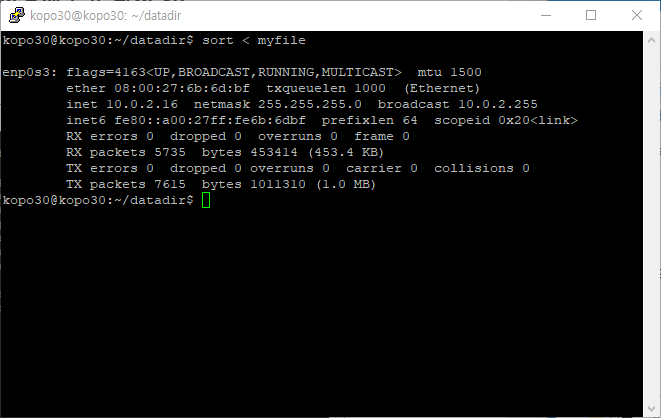 kopo30@kopo30: ~/datadir
kopo30@kopo30:~/datadir$ sort < myfile
enp0s3: flags=4163<UP,BROADCAST,RUNNING,MULTICAST>  mtu 1500
        ether 08:00:27:6b:6d:bf  txqueuelen 1000  (Ethernet)
        inet 10.0.2.16  netmask 255.255.255.0  broadcast 10.0.2.255
        inet6 fe80::a00:27ff:fe6b:6dbf  prefixlen 64  scopeid 0x20<link>
        RX errors 0  dropped 0  overruns 0  frame 0
        RX packets 5735  bytes 453414 (453.4 KB)
        TX errors 0  dropped 0 overruns 0  carrier 0  collisions 0
        TX packets 7615  bytes 1011310 (1.0 MB)
kopo30@kopo30:~/datadir$